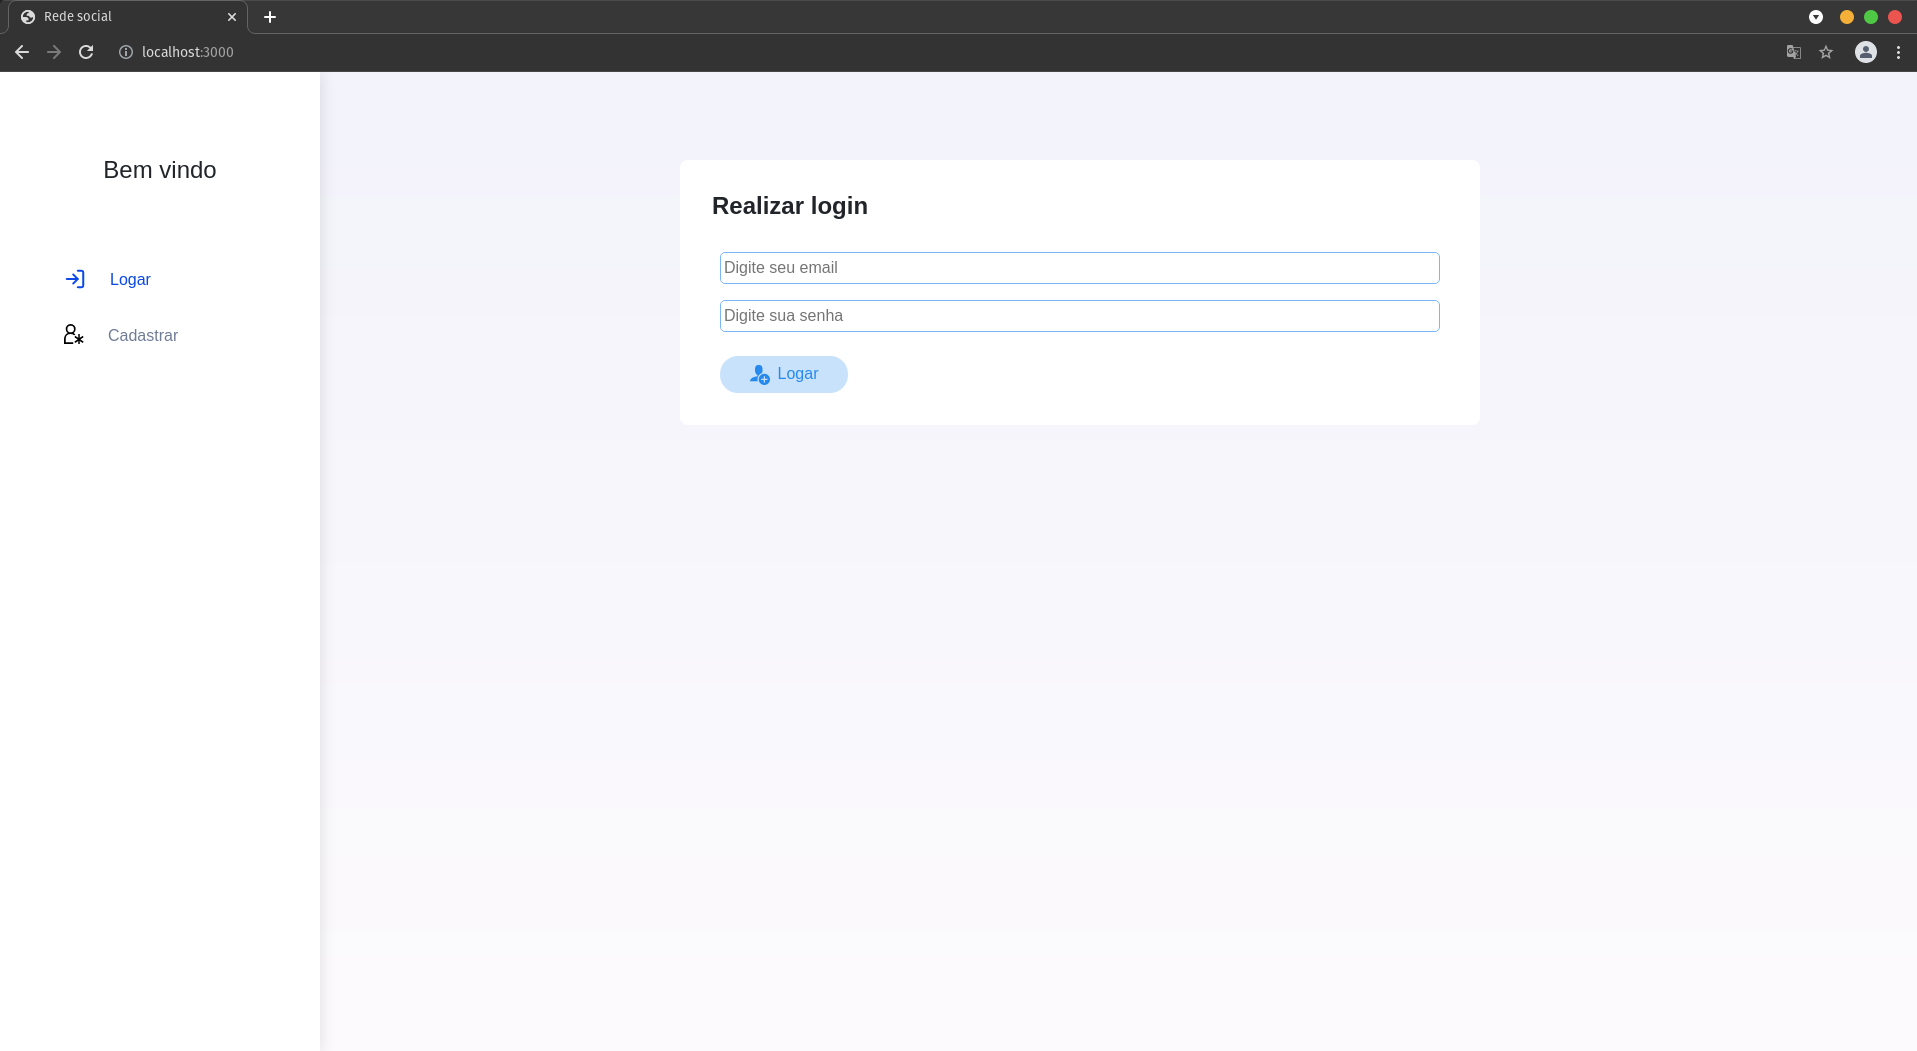 Rede social
localhost:3000
Bem vindo
Logar
Cadastrar
Realizar login
Digite seu email
Digite sua senha
Logar